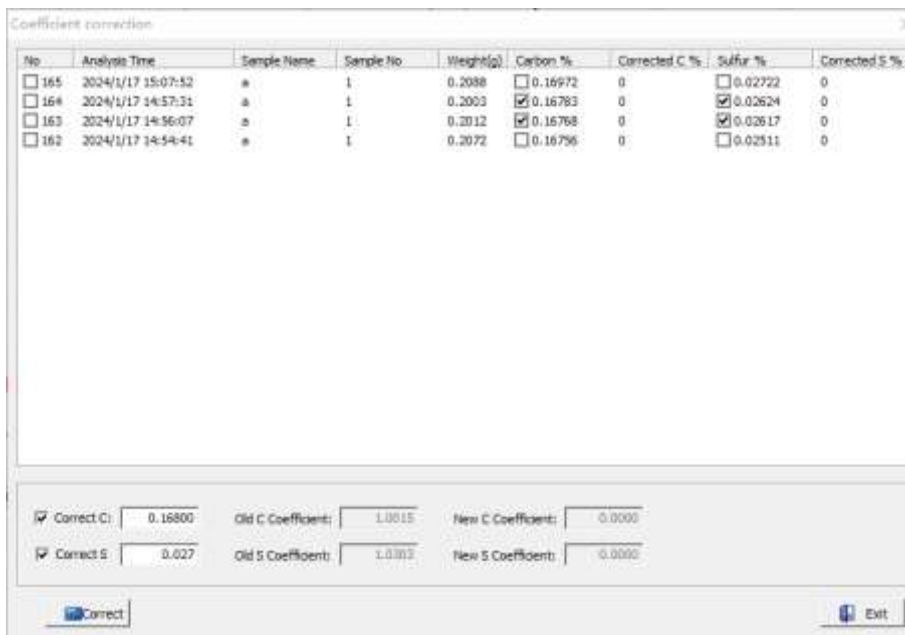 Coefficient correction
No Analysis Time Sample Name Sample No Weight(g) Carbon % Corrected C % Sulfur % Corrected S %
165 2024/1/17 15:07:52 a 1 0.2088 0.16972 0 0.02722 0
164 2024/1/17 14:57:31 a 1 0.2003 0.16783 0 0.02624 0
163 2024/1/17 14:56:07 a 1 0.2012 0.16768 0 0.02617 0
162 2024/1/17 14:54:41 a 1 0.2072 0.16756 0 0.02511 0
Correct C: 0.16800 Old C Coefficient: 1.0015 New C Coefficient: 0.0000
Correct S 0.027 Old S Coefficient: 1.0303 New S Coefficient: 0.0000
Correct Exit